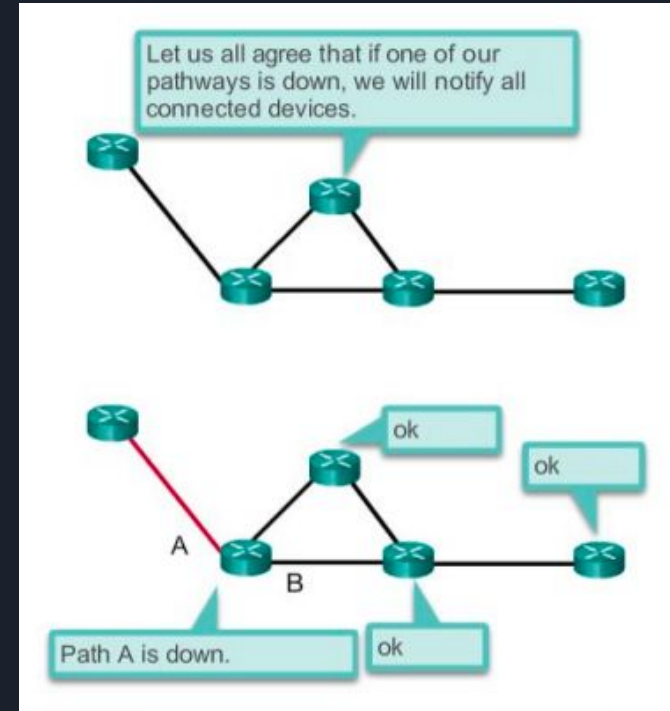 Let us all agree that if one of our
pathways is down, we will notify all
connected devices.
ok
ok
A
B
Path A is down.
ok